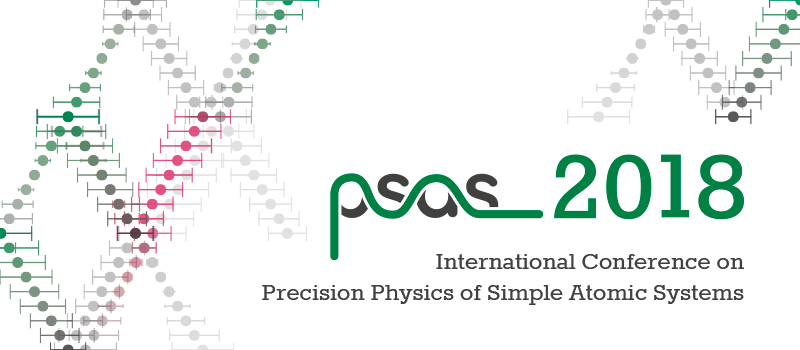 psas 2018
International Conference on
Precision Physics of Simple Atomic Systems